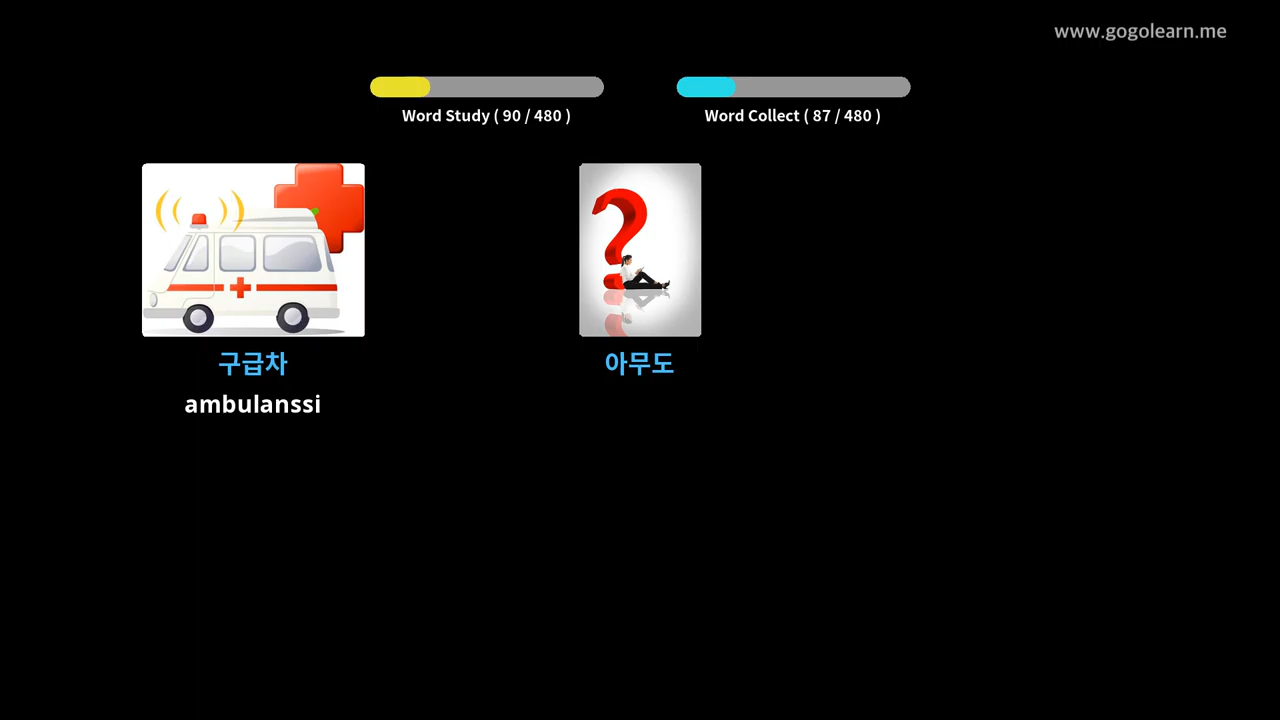 www.gogolearn.me
Word Study ( 90 / 480 )
Word Collect ( 87 / 480 )
구급차
아무도
ambulanssi